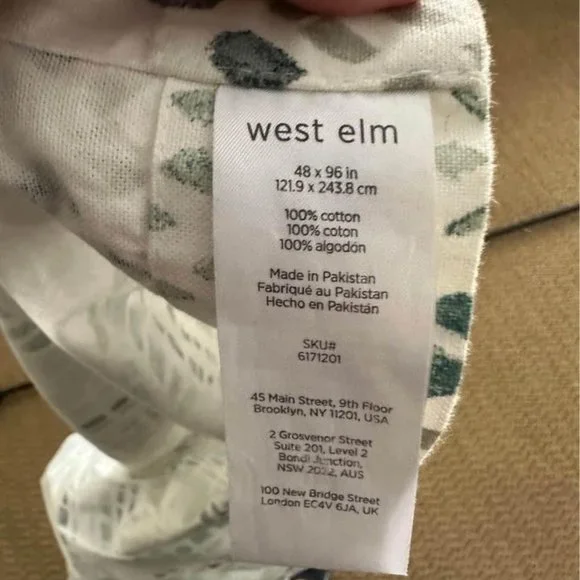 west elm
48 x 96 in
121.9 x 243.8 cm
100% cotton
100% coton
100% algodón
Made in Pakistan
Fabriqué au Pakistan
Hecho en Pakistán
SKU#
6171201
45 Main Street, 9th Floor
Brooklyn, NY 11201, USA
2 Grosvenor Street
Suite 201, Level 2
Bondi Junction,
NSW 2022, AUS
100 New Bridge Street
London EC4V 6JA, UK